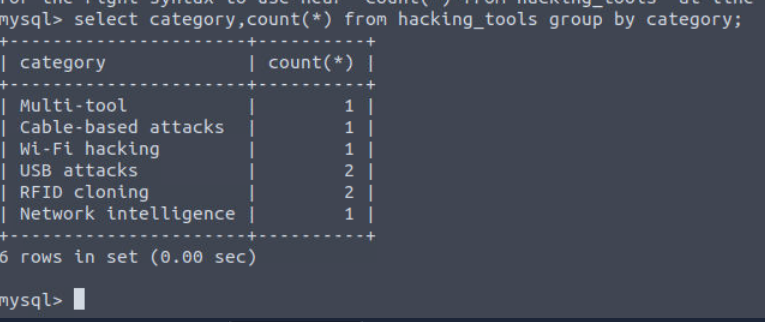 mysql> select category,count(*) from hacking_tools group by category;
+-----------------------+----------+
| category              | count(*) |
+-----------------------+----------+
| Multi-tool            |        1 |
| Cable-based attacks   |        1 |
| Wi-Fi hacking         |        1 |
| USB attacks           |        2 |
| RFID cloning          |        2 |
| Network intelligence  |        1 |
+-----------------------+----------+
6 rows in set (0.00 sec)
mysql>